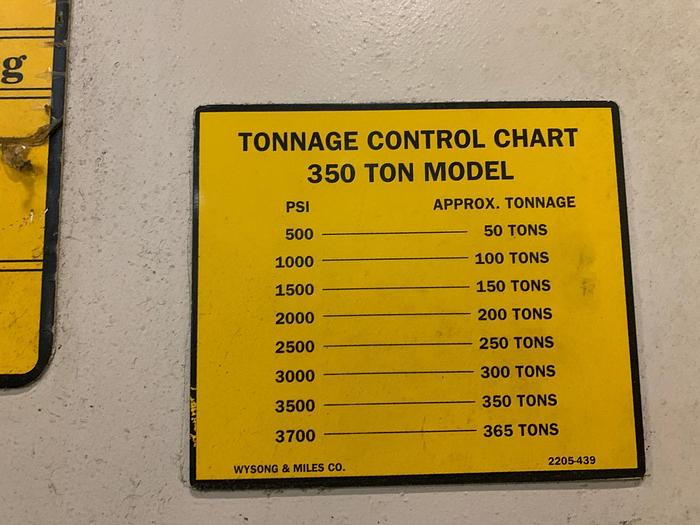 g
TONNAGE CONTROL CHART
350 TON MODEL
PSI APPROX. TONNAGE
500 50 TONS
1000 100 TONS
1500 150 TONS
2000 200 TONS
2500 250 TONS
3000 300 TONS
3500 350 TONS
3700 365 TONS
WYSONG & MILES CO. 2205-439